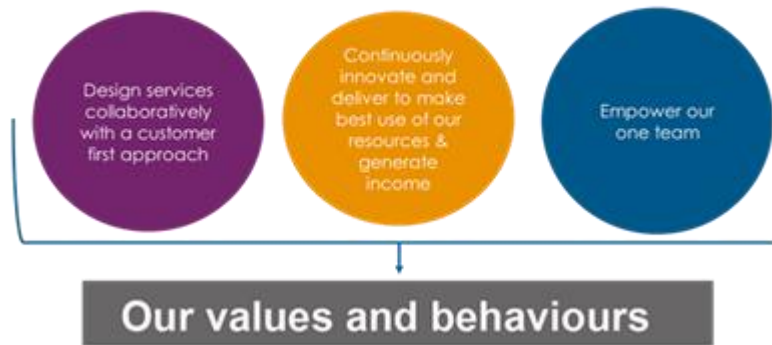 Design services
collaboratively
with a customer
first approach
Continuously
innovate and
deliver to make
best use of our
resources &
generate
income
Empower our
one team
Our values and behaviours